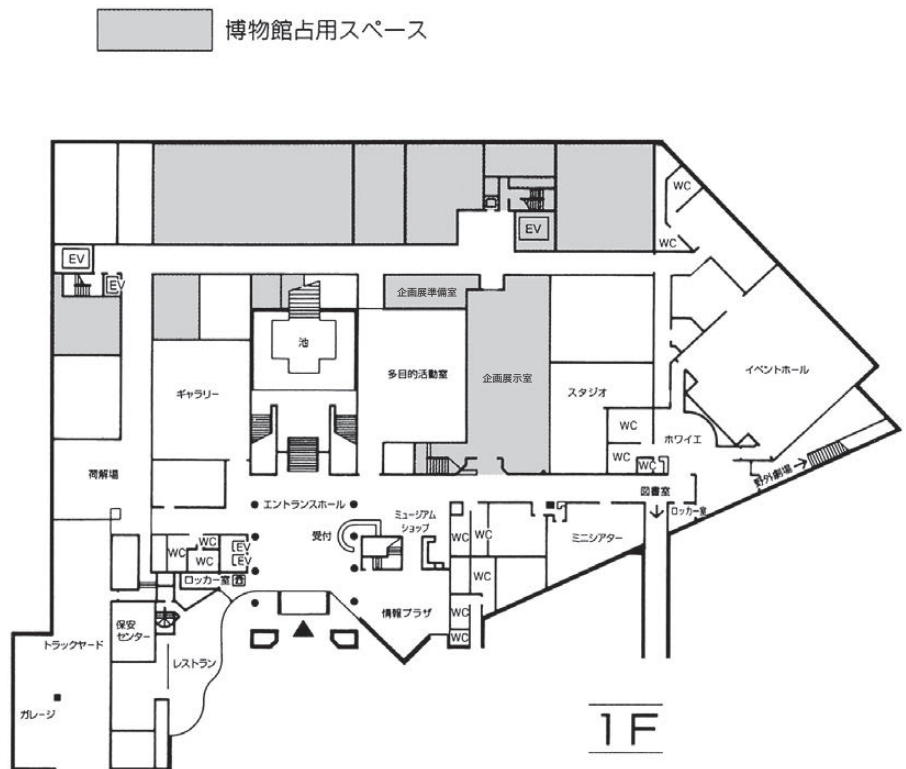 博物館占用スペース
WC
EV
WC
EV
EV
企画展準備室
池
イベントホール
多目的活動室
企画展示室
ギャラリー
スタジオ
WC
ホワイエ
WC
WC
荷解場
野外劇場
図書室
エントランスホール
ロッカー室
ミュージアム
ショップ
受付
WC
WC
ミニシアター
WC
EV
WC
WC
EV
ロッカー室
WC
保安
センター
情報プラザ
WC
WC
トラックヤード
レストラン
ガレージ
1F